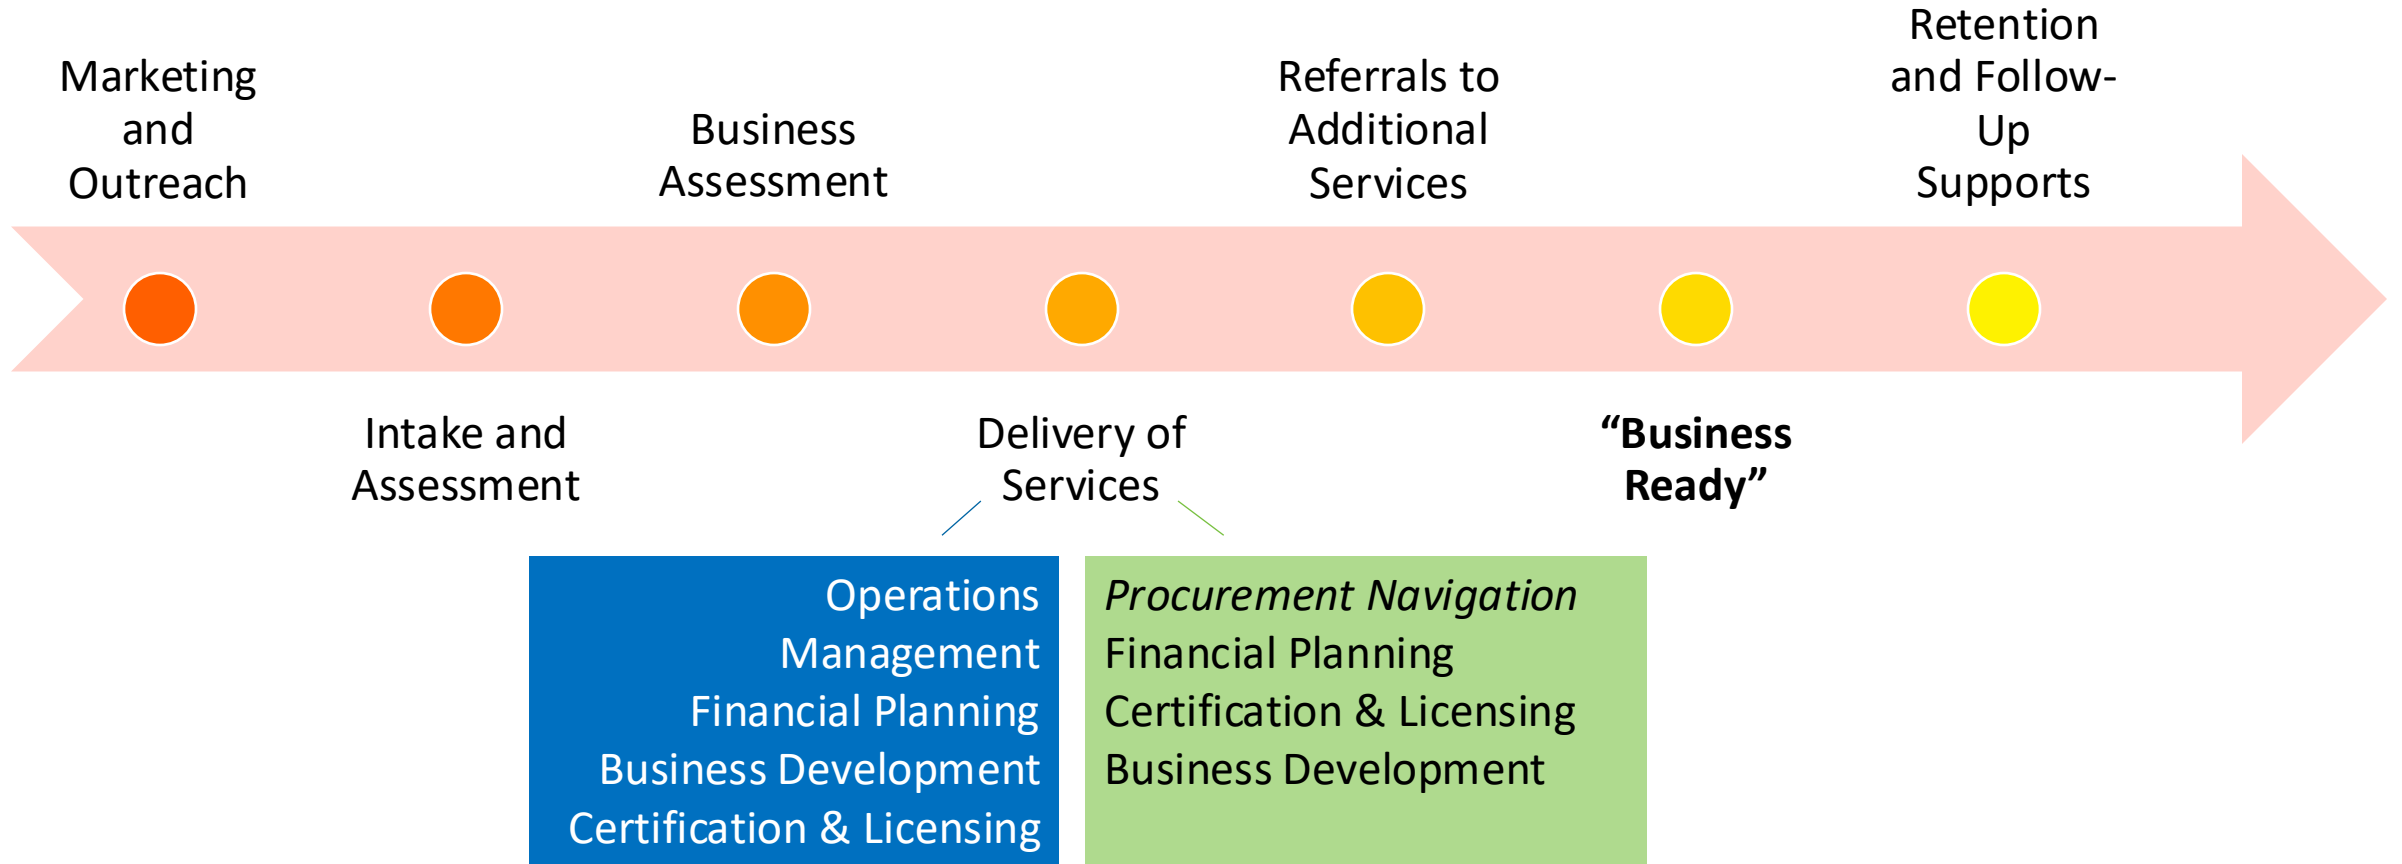 Marketing
and
Outreach
Intake and
Assessment
Business
Assessment
Delivery of
Services
Operations
Management
Financial Planning
Business Development
Certification & Licensing
Procurement Navigation
Financial Planning
Certification & Licensing
Business Development
Referrals to
Additional
Services
“Business
Ready”
Retention
and Follow-
Up
Supports